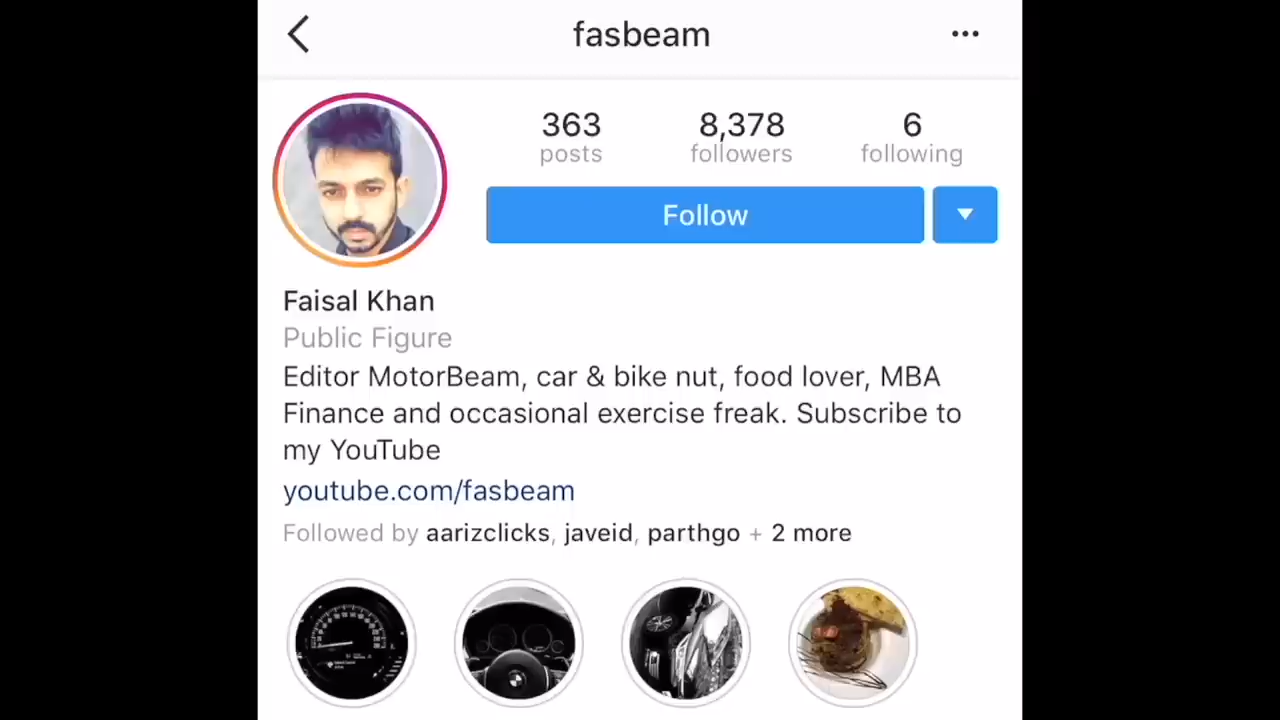 fasbeam
363 8,378 6
posts followers following
Follow
Faisal Khan
Public Figure
Editor MotorBeam, car & bike nut, food lover, MBA
Finance and occasional exercise freak. Subscribe to
my YouTube
youtube.com/fasbeam
Followed by aarizclicks, javeid, parthgo + 2 more